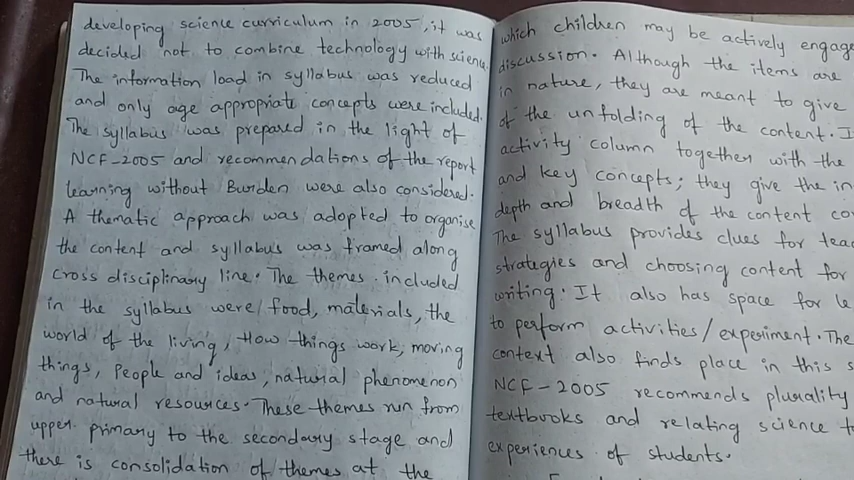 developing science curriculum in 2005, it was
decided not to combine technology with science.
The information load in syllabus was reduced
and only age appropriate concepts were included.
The syllabus was prepared in the light of
NCF-2005 and recommendations of the report
learning without Burden were also considered.
A thematic approach was adopted to organise
the content and syllabus was framed along
cross disciplinary line. The themes included
in the syllabus were/food, materials, the
world of the living, How things work, moving
things, People and ideas, natural phenomenon
and natural resources. These themes run from
upper primary to the secondary stage and
there is consolidation of themes at the
which children may be actively engage
discussion. Although the items are
in nature, they are meant to give
of the unfolding of the content. I
activity column together with the
and key concepts; they give the in
depth and breadth of the content co
The syllabus provides clues for teac
strategies and choosing content for
writing. It also has space for le
to perform activities/experiment. The
context also finds place in this s
NCF-2005 recommends plurality
textbooks and relating science t
experiences of students.